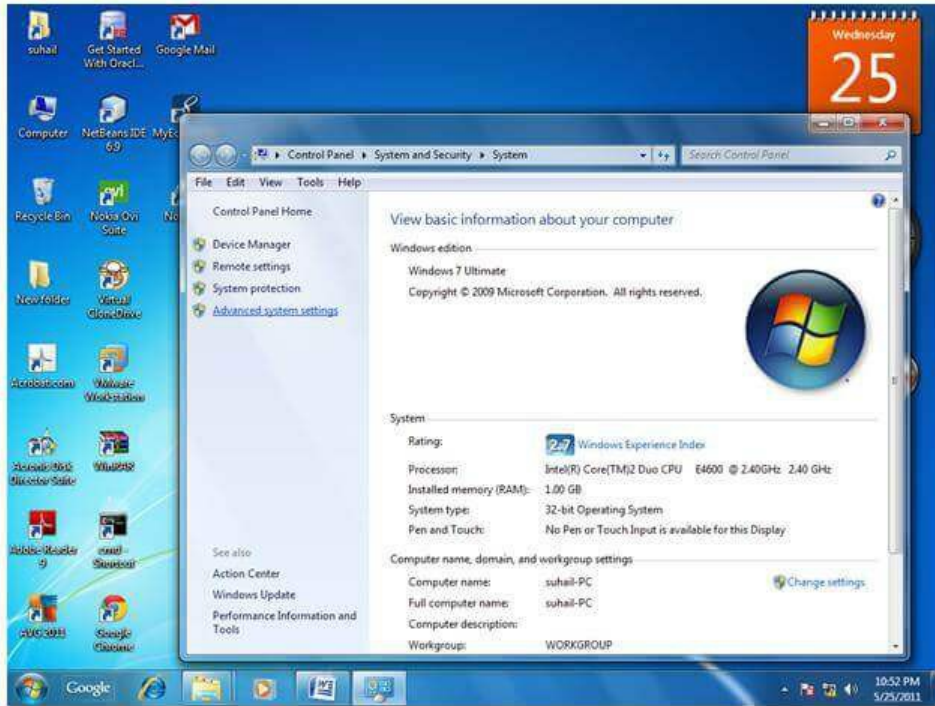 suhail
Get Started
With Oracl...
Google Mail
Wednesday
25
Computer
NetBeans IDE
6.9
Control Panel
System and Security
System
Search Control Panel
File Edit View Tools Help
Recycle Bin
Nokia Ovi
Suite
New folder
Virtual
CloneDrive
Acrobat.com
VMware
Workstation
Acronis Disk
Director Suite
WinRAR
Adobe Reader
9
cmd -
Shortcut
AVG 2011
Google
Chrome
Control Panel Home
Device Manager
Remote settings
System protection
Advanced system settings
See also
Action Center
Windows Update
Performance Information and
Tools
View basic information about your computer
Windows edition
Windows 7 Ultimate
Copyright © 2009 Microsoft Corporation. All rights reserved.
System
Rating: 2.7 Windows Experience Index
Processor: Intel(R) Core(TM)2 Duo CPU E4600 @ 2.40GHz 2.40 GHz
Installed memory (RAM): 1.00 GB
System type: 32-bit Operating System
Pen and Touch: No Pen or Touch Input is available for this Display
Computer name, domain, and workgroup settings
Computer name: suhail-PC
Change settings
Full computer name: suhail-PC
Computer description:
Workgroup: WORKGROUP
Google
10:52 PM
5/25/2011